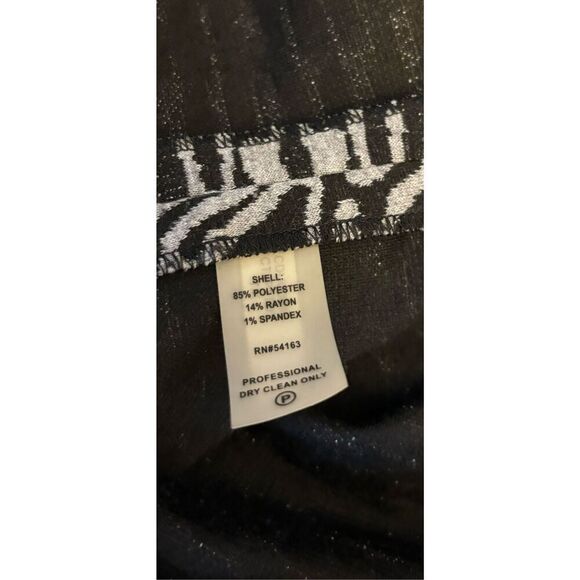 SHELL:
85% POLYESTER
14% RAYON
1% SPANDEX
RN#54163
PROFESSIONAL
DRY CLEAN ONLY
P